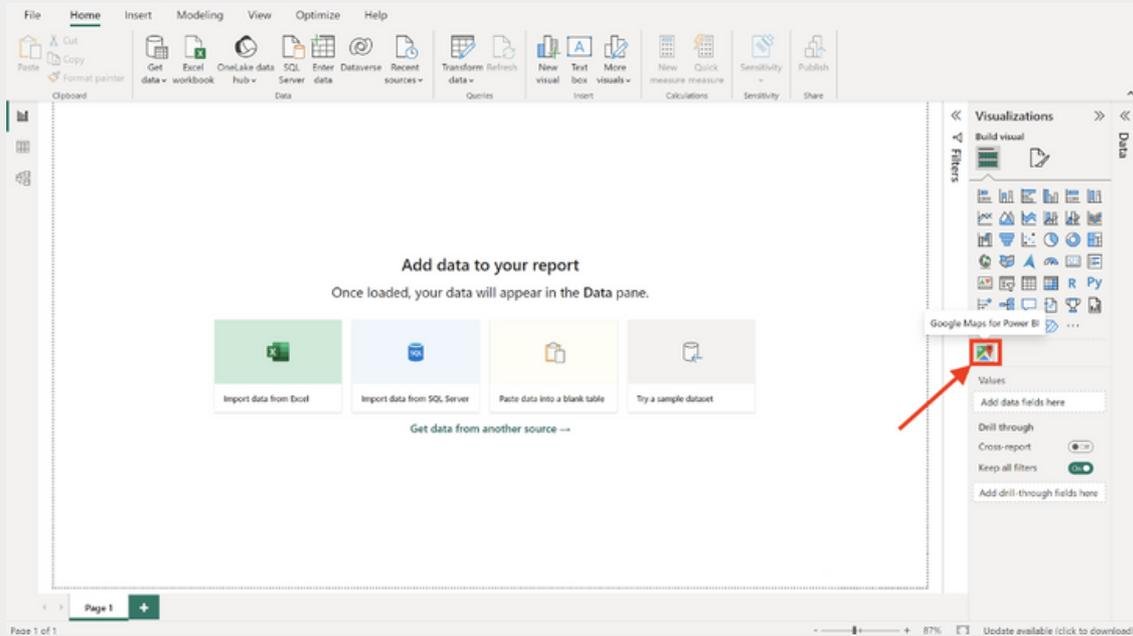 File Home Insert Modeling View Optimize Help
Paste
Cut
Copy
Format painter
Clipboard
Get data
Excel workbook
OneLake data hub
SQL Server
Enter data
Dataverse
Recent sources
Data
Transform data
Refresh
Queries
New visual
Text box
More visuals
Insert
New measure
Quick measure
Calculations
Sensitivity
Sensitivity
Publish
Share
Filters
Visualizations
Data
Build visual
R Py
Google Maps for Power BI
...
Values
Add data fields here
Drill through
Cross-report Off
Keep all filters On
Add drill-through fields here
Add data to your report
Once loaded, your data will appear in the Data pane.
SQL
Import data from Excel
Import data from SQL Server
Paste data into a blank table
Try a sample dataset
Get data from another source →
Page 1 +
Page 1 of 1
- + 87%
Update available (click to download)